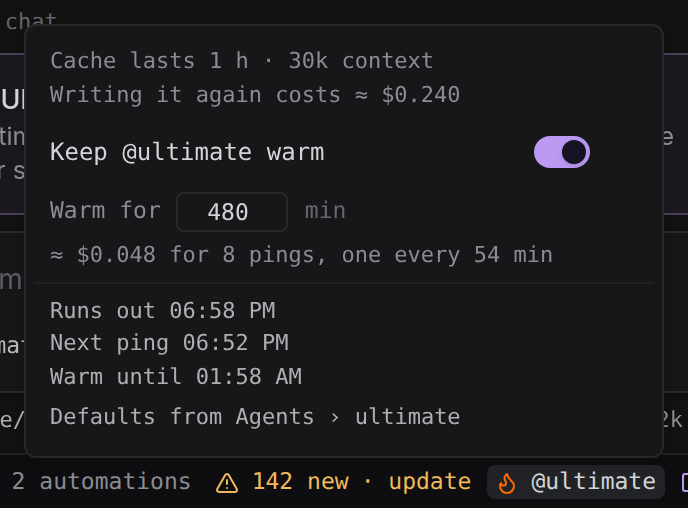 chat
Cache lasts 1 h · 30k context
Writing it again costs ≈ $0.240
Keep @ultimate warm
Warm for 480 min
≈ $0.048 for 8 pings, one every 54 min
Runs out 06:58 PM
Next ping 06:52 PM
Warm until 01:58 AM
Defaults from Agents › ultimate
2 automations 142 new · update @ultimate